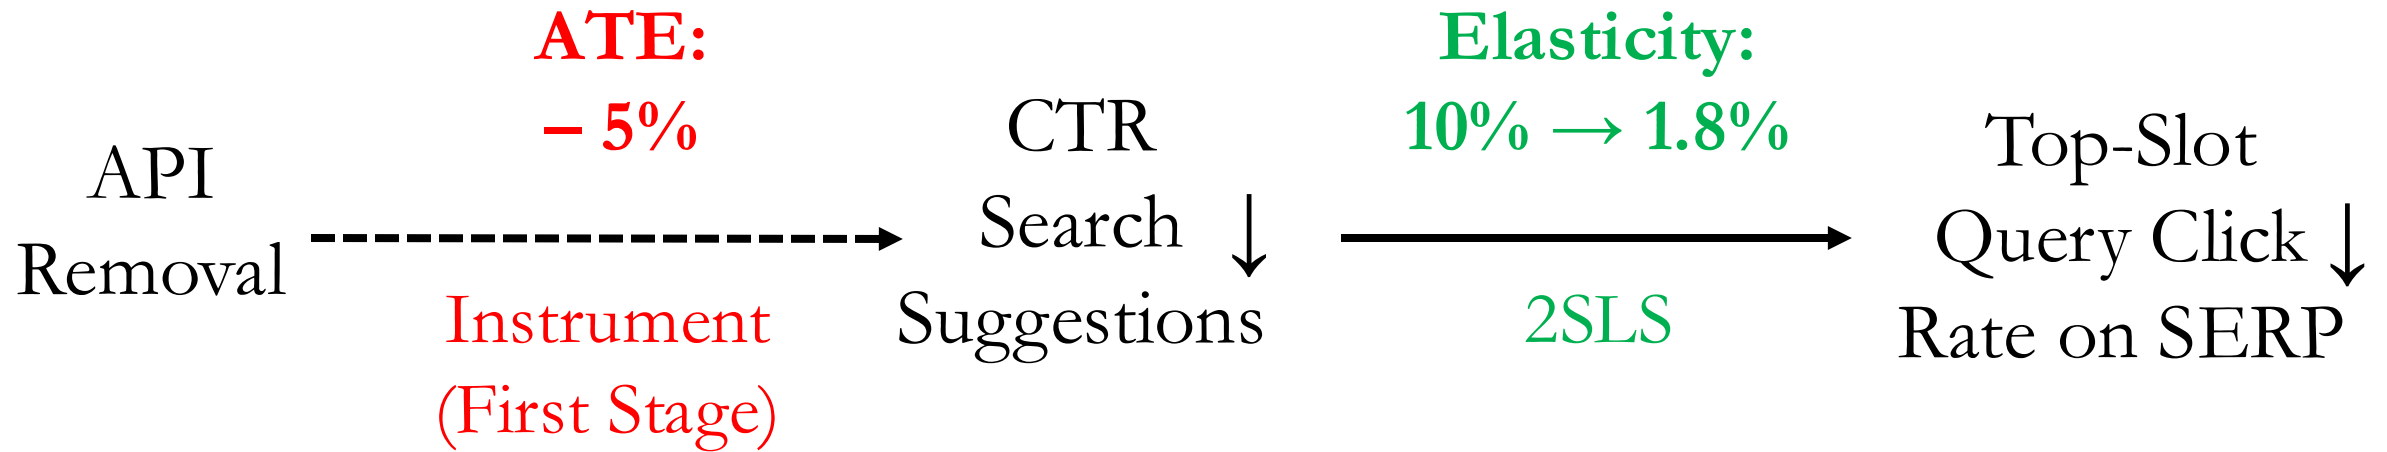 API
Removal
ATE:
– 5%
Instrument
(First Stage)
CTR
Search ↓
Suggestions
Elasticity:
10% → 1.8%
2SLS
Top-Slot
Query Click ↓
Rate on SERP